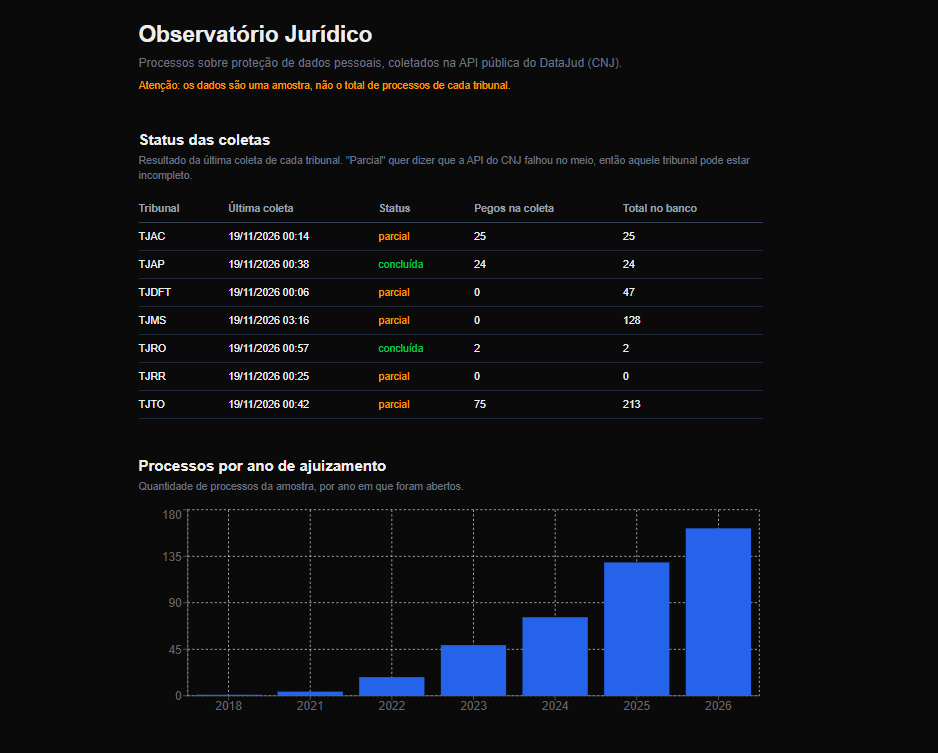 Observatório Jurídico
Processos sobre proteção de dados pessoais, coletados na API pública do DataJud (CNJ).
Atenção: os dados são uma amostra, não o total de processos de cada tribunal.
Status das coletas
Resultado da última coleta de cada tribunal. "Parcial" quer dizer que a API do CNJ falhou no meio, então aquele tribunal pode estar
incompleto.
Tribunal Última coleta Status Pegos na coleta Total no banco
TJAC 19/11/2026 00:14 parcial 25 25
TJAP 19/11/2026 00:38 concluída 24 24
TJDFT 19/11/2026 00:06 parcial 0 47
TJMS 19/11/2026 03:16 parcial 0 128
TJRO 19/11/2026 00:57 concluída 2 2
TJRR 19/11/2026 00:25 parcial 0 0
TJTO 19/11/2026 00:42 parcial 75 213
Processos por ano de ajuizamento
Quantidade de processos da amostra, por ano em que foram abertos.
180
135
90
45
0
2018 2021 2022 2023 2024 2025 2026